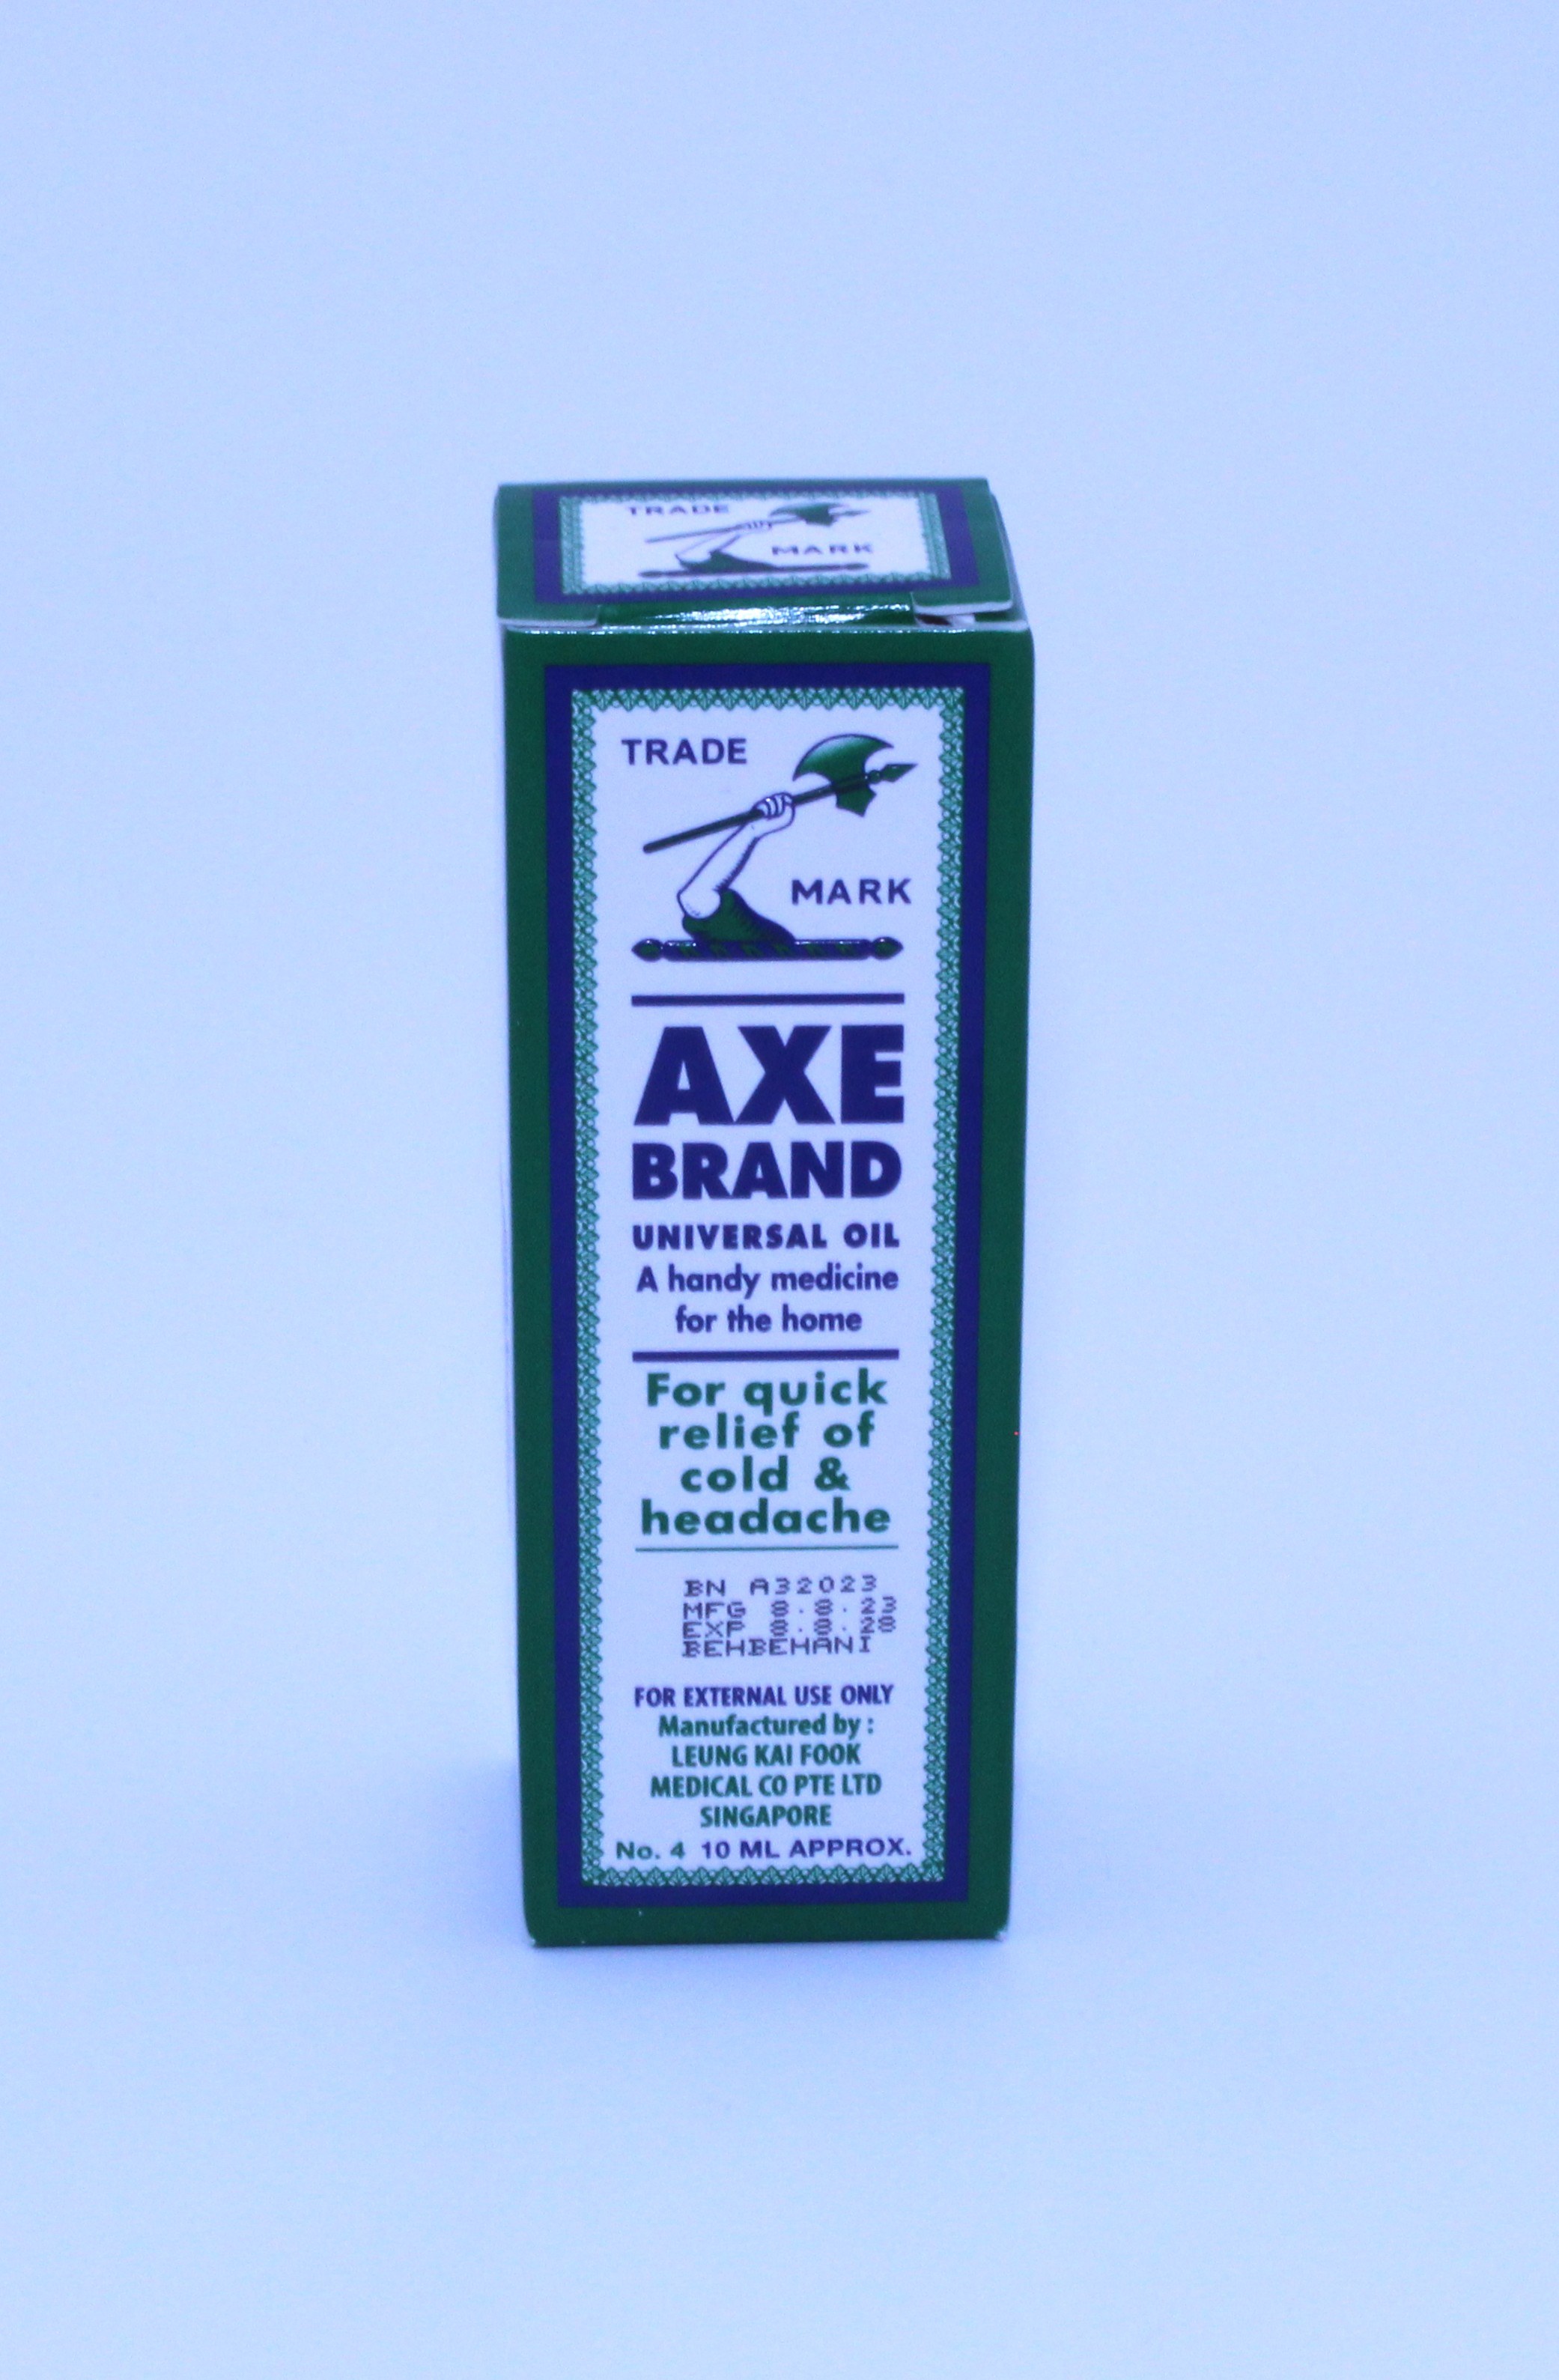 TRADE
MARK
TRADE
MARK
AXE
BRAND
UNIVERSAL OIL
A handy medicine
for the home
For quick
relief of
cold &
headache
BN A32023
MFG 8.8.23
EXP 8.8.28
BEHBEHANI
FOR EXTERNAL USE ONLY
Manufactured by :
LEUNG KAI FOOK
MEDICAL CO PTE LTD
SINGAPORE
No. 4 10 ML APPROX.